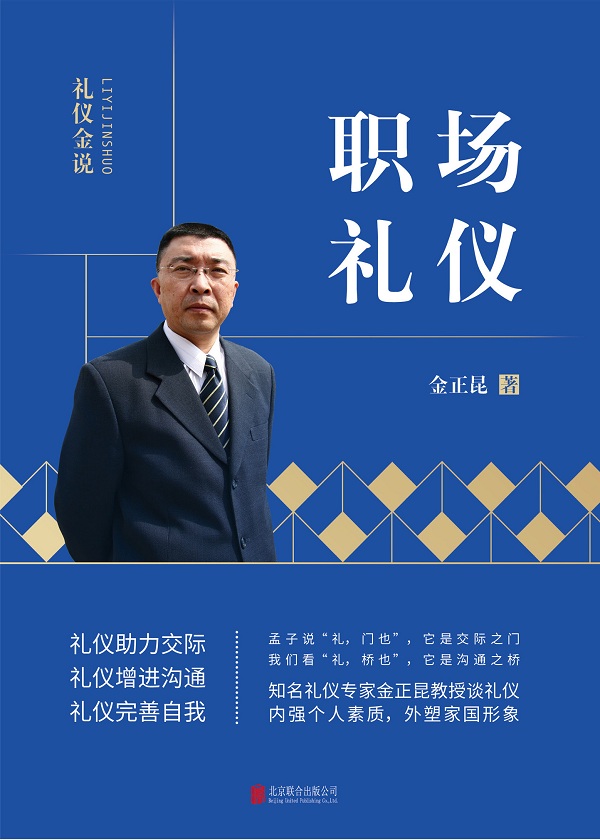 礼仪金说
LIYIJINSHUO
职场
礼仪
金正昆 著
礼仪助力交际
礼仪增进沟通
礼仪完善自我
孟子说“礼，门也”，它是交际之门
我们看“礼，桥也”，它是沟通之桥
知名礼仪专家金正昆教授谈礼仪
内强个人素质，外塑家国形象
北京联合出版公司
Beijing United Publishing Co.,Ltd.